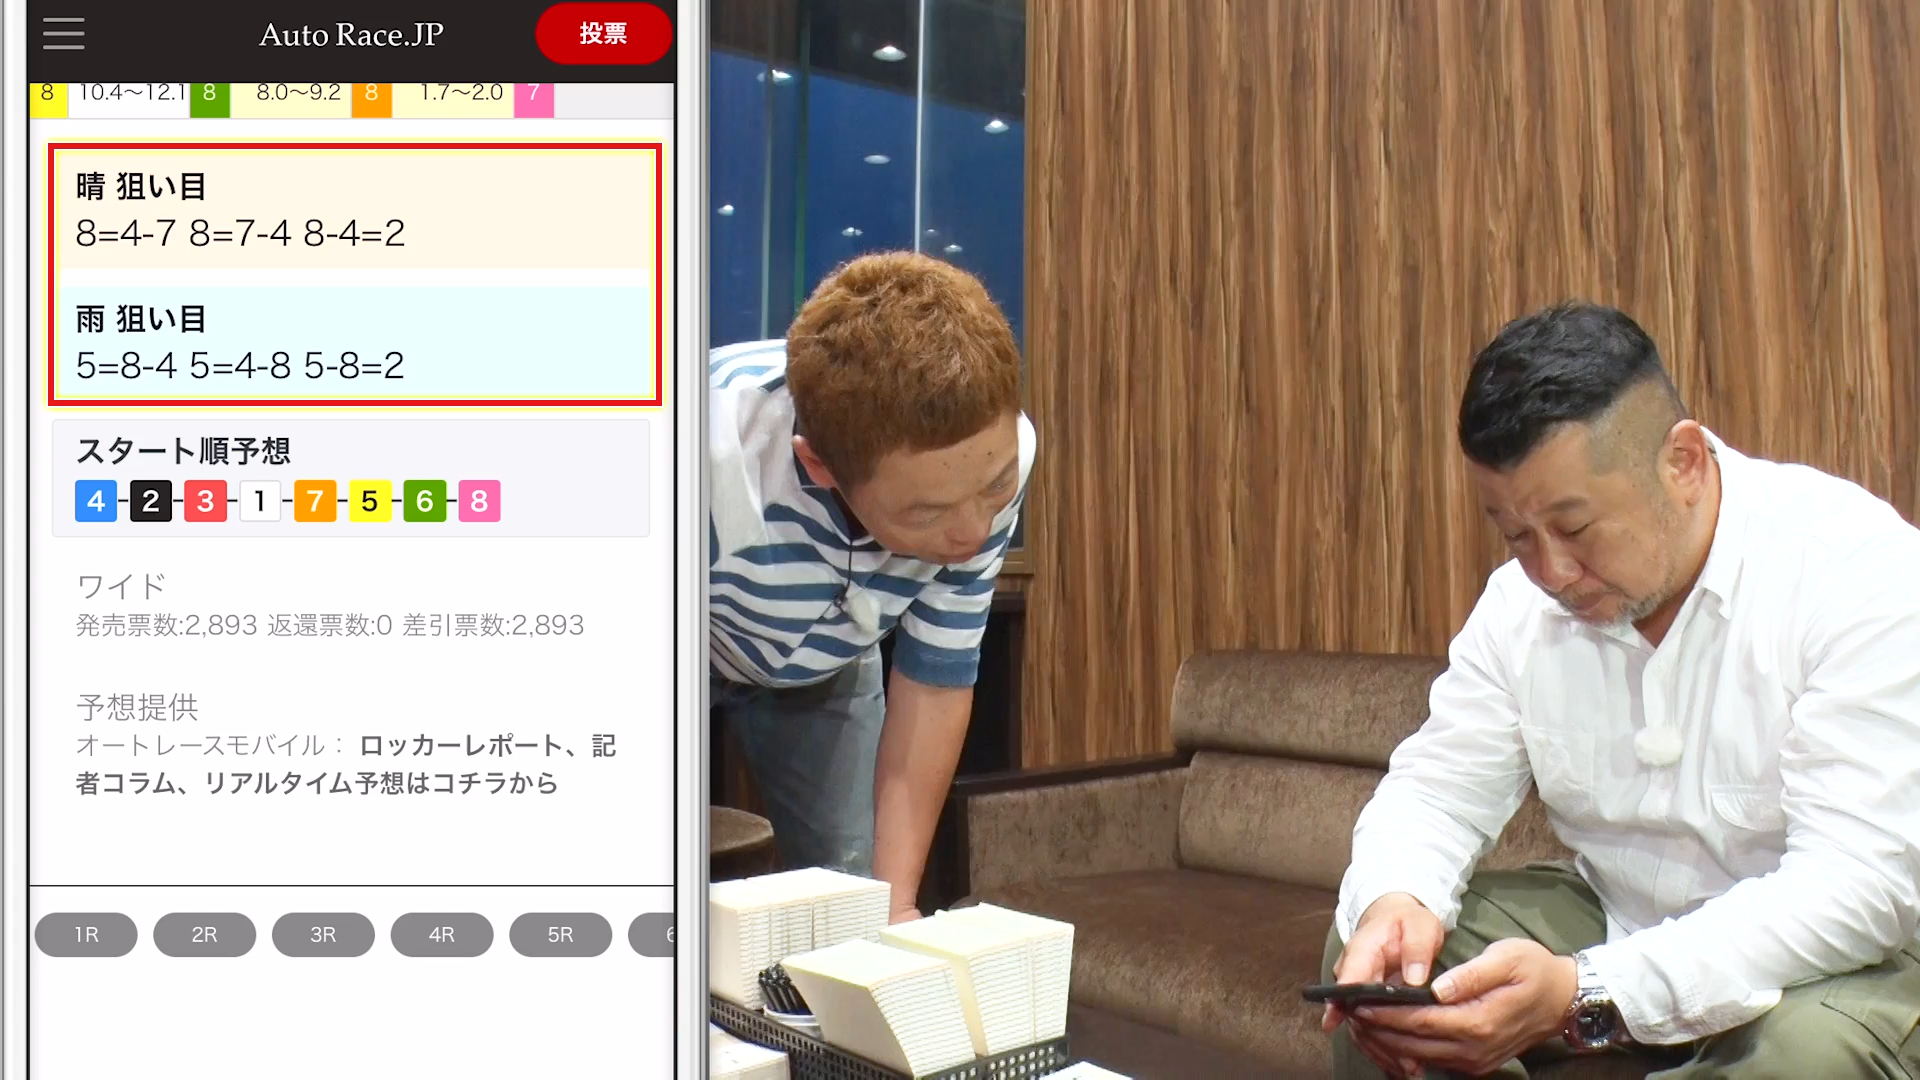 Auto Race.JP
投票
8 10.4〜12.1 8 8.0〜9.2 8 1.7〜2.0 7
晴 狙い目
8=4-7 8=7-4 8-4=2
雨 狙い目
5=8-4 5=4-8 5-8=2
スタート順予想
4-2-3-1-7-5-6-8
ワイド
発売票数:2,893 返還票数:0 差引票数:2,893
予想提供
オートレースモバイル： ロッカーレポート、記
者コラム、リアルタイム予想はコチラから
1R 2R 3R 4R 5R